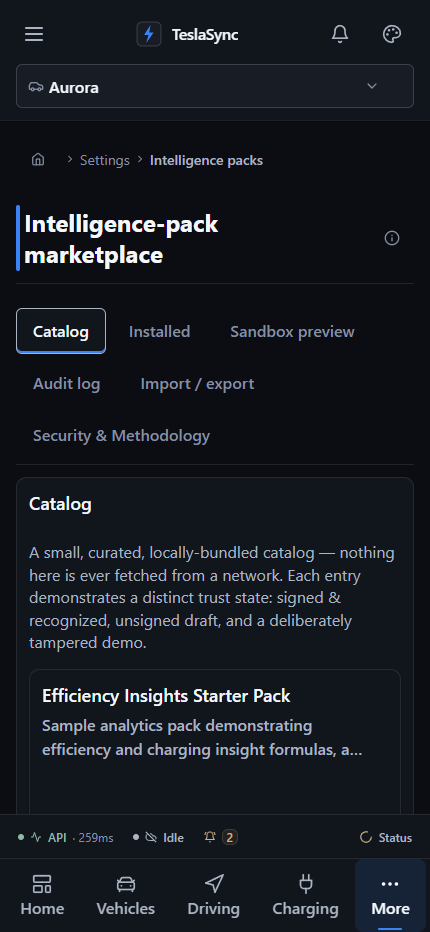 TeslaSync
Aurora
Settings
Intelligence packs
Intelligence-pack
marketplace
Catalog
Installed
Sandbox preview
Audit log
Import / export
Security & Methodology
Catalog
A small, curated, locally-bundled catalog — nothing
here is ever fetched from a network. Each entry
demonstrates a distinct trust state: signed &
recognized, unsigned draft, and a deliberately
tampered demo.
Efficiency Insights Starter Pack
Sample analytics pack demonstrating
efficiency and charging insight formulas, a...
API · 259ms
Idle
2
Status
Home
Vehicles
Driving
Charging
More